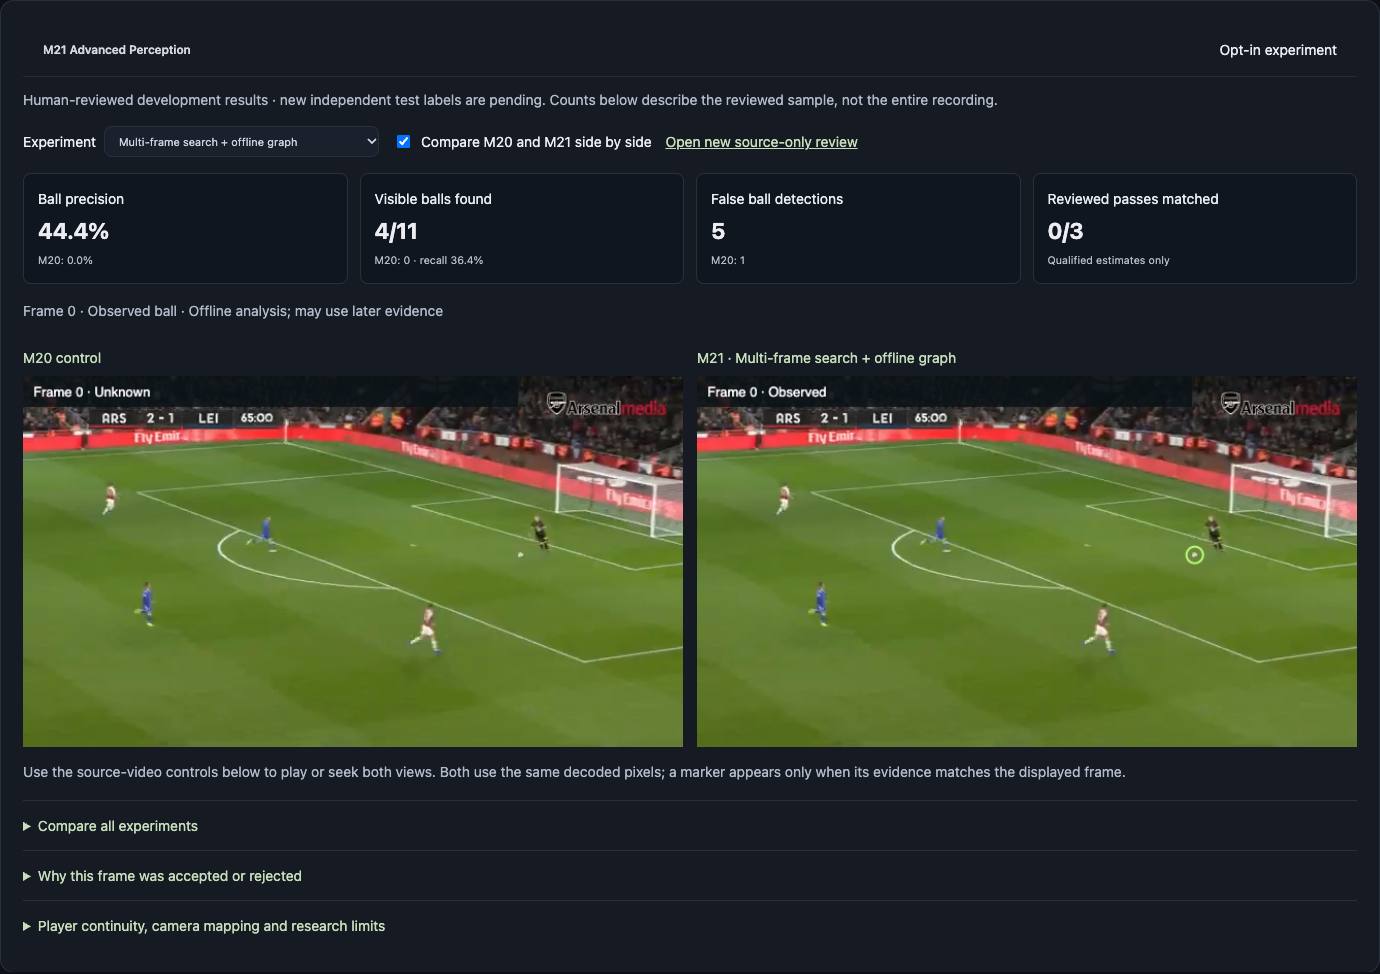 M21 Advanced Perception
Opt-in experiment
Human-reviewed development results · new independent test labels are pending. Counts below describe the reviewed sample, not the entire recording.
Experiment
Multi-frame search + offline graph
Compare M20 and M21 side by side
Open new source-only review
Ball precision
44.4%
M20: 0.0%
Visible balls found
4/11
M20: 0 · recall 36.4%
False ball detections
5
M20: 1
Reviewed passes matched
0/3
Qualified estimates only
Frame 0 · Observed ball · Offline analysis; may use later evidence
M20 control
Frame 0 · Unknown
Arsenalmedia
ARS 2 - 1 LEI 65:00
Fly Emir
Fly Emir
M21 · Multi-frame search + offline graph
Frame 0 · Observed
Arsenalmedia
ARS 2 - 1 LEI 65:00
Fly Emir
Fly Emir
Use the source-video controls below to play or seek both views. Both use the same decoded pixels; a marker appears only when its evidence matches the displayed frame.
Compare all experiments
Why this frame was accepted or rejected
Player continuity, camera mapping and research limits